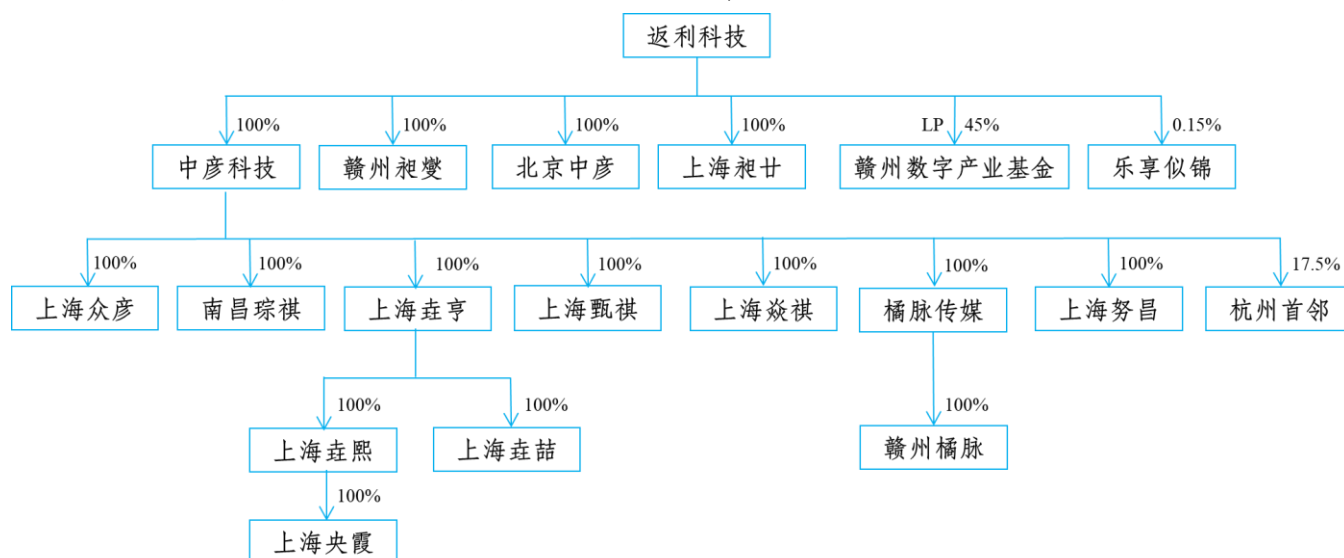 返利科技
100% 100% 100% 100% LP 45% 0.15%
中彦科技 赣州昶燮 北京中彦 上海昶廿 赣州数字产业基金 乐享似锦
100% 100% 100% 100% 100% 100% 100% 17.5%
上海众彦 南昌琮祺 上海垚亨 上海甄祺 上海焱祺 橘脉传媒 上海努昌 杭州首邻
100% 100% 100%
上海垚熙 上海垚喆 赣州橘脉
100%
上海央霞